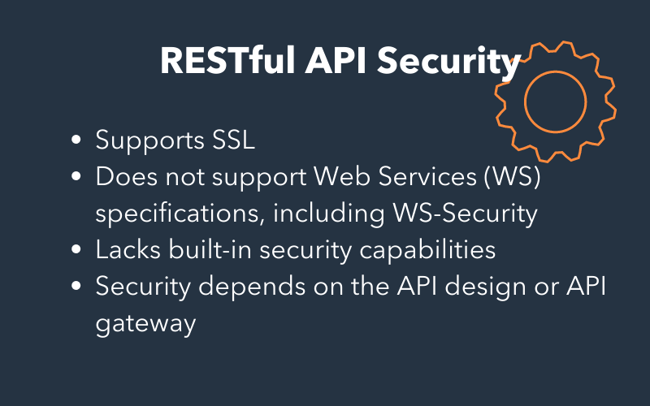 RESTful API Security
• Supports SSL
• Does not support Web Services (WS)
specifications, including WS-Security
• Lacks built-in security capabilities
• Security depends on the API design or API
gateway